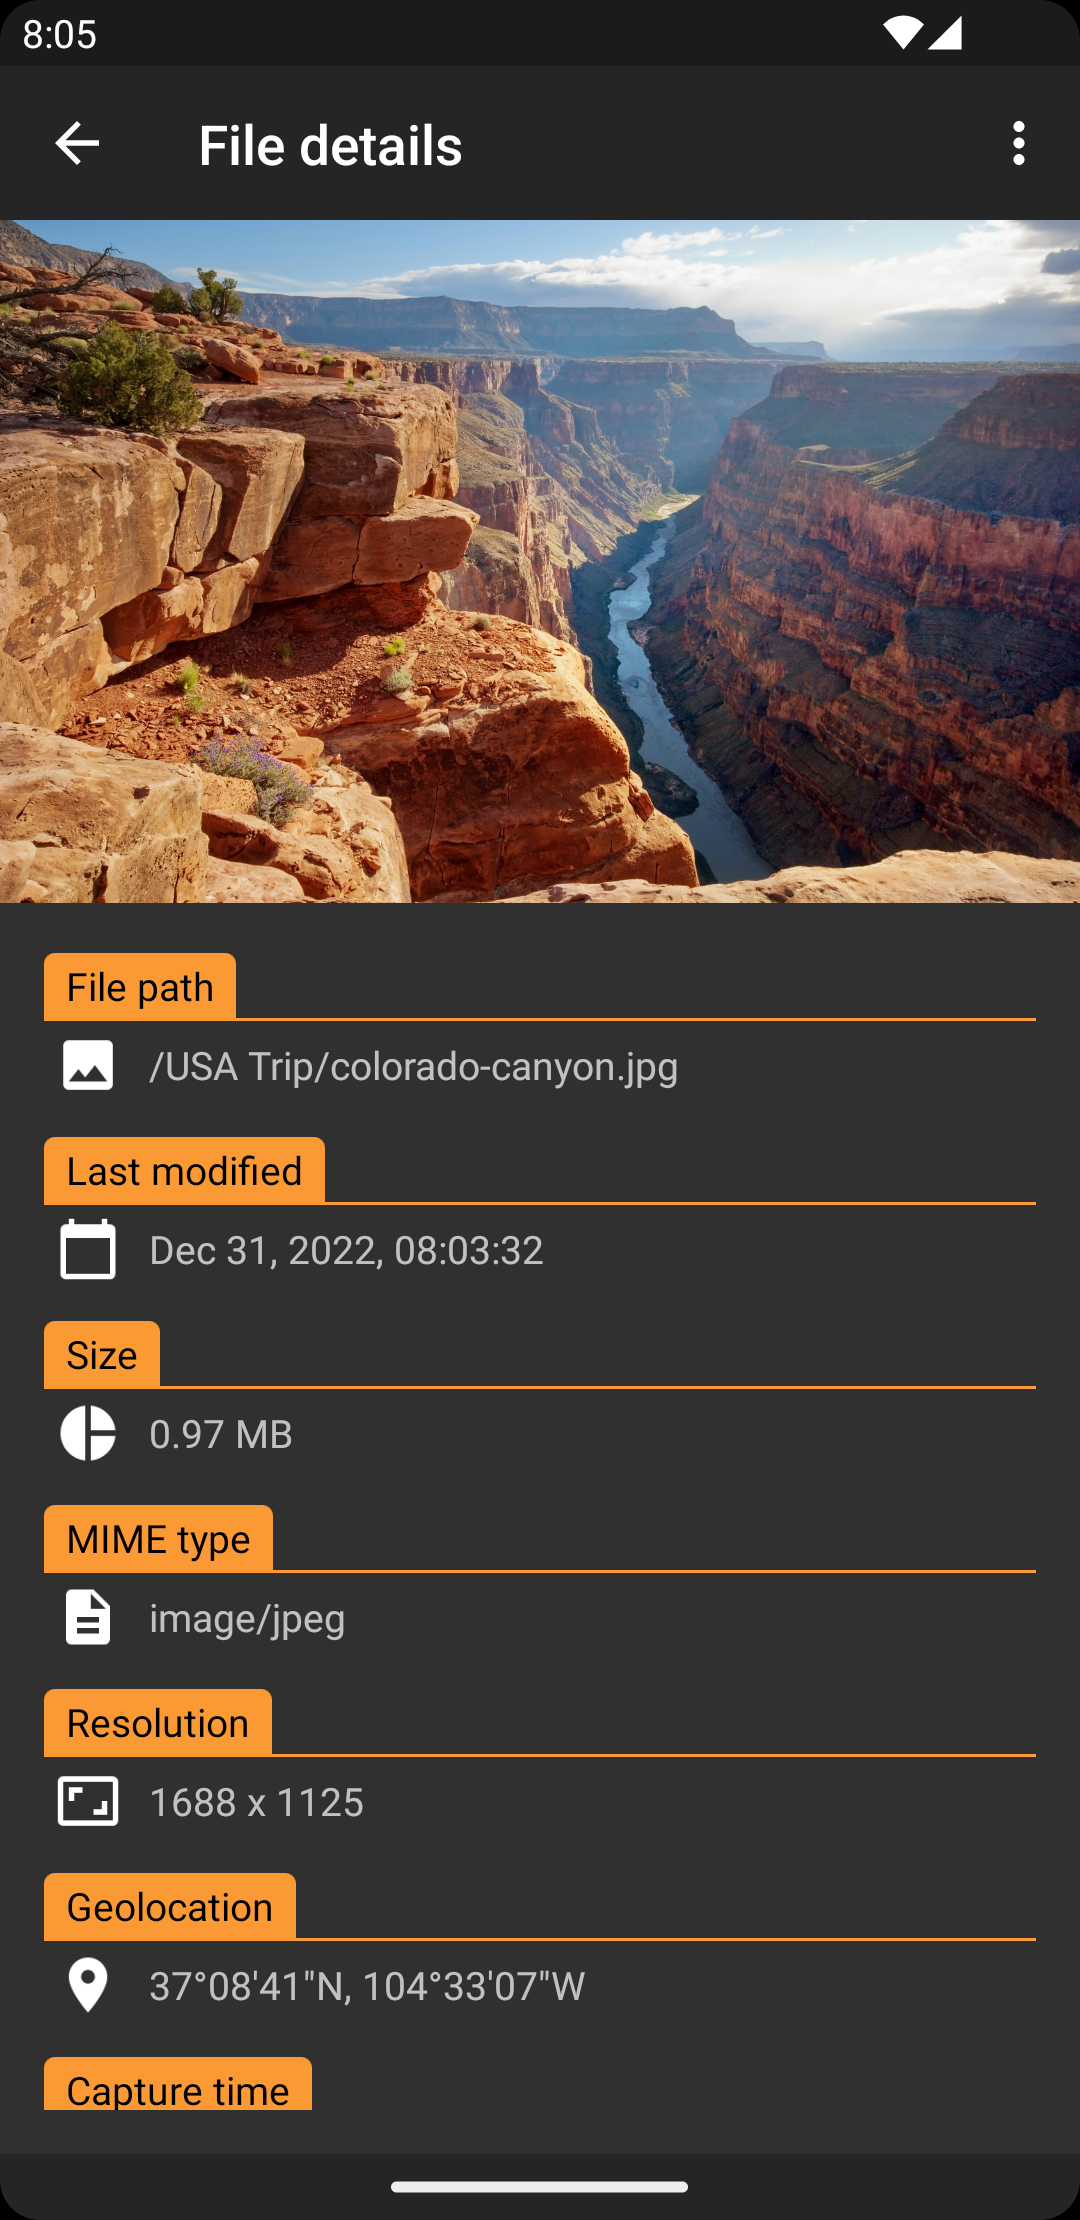 8:05
File details
File path
/USA Trip/colorado-canyon.jpg
Last modified
Dec 31, 2022, 08:03:32
Size
0.97 MB
MIME type
image/jpeg
Resolution
1688 x 1125
Geolocation
37°08'41"N, 104°33'07"W
Capture time